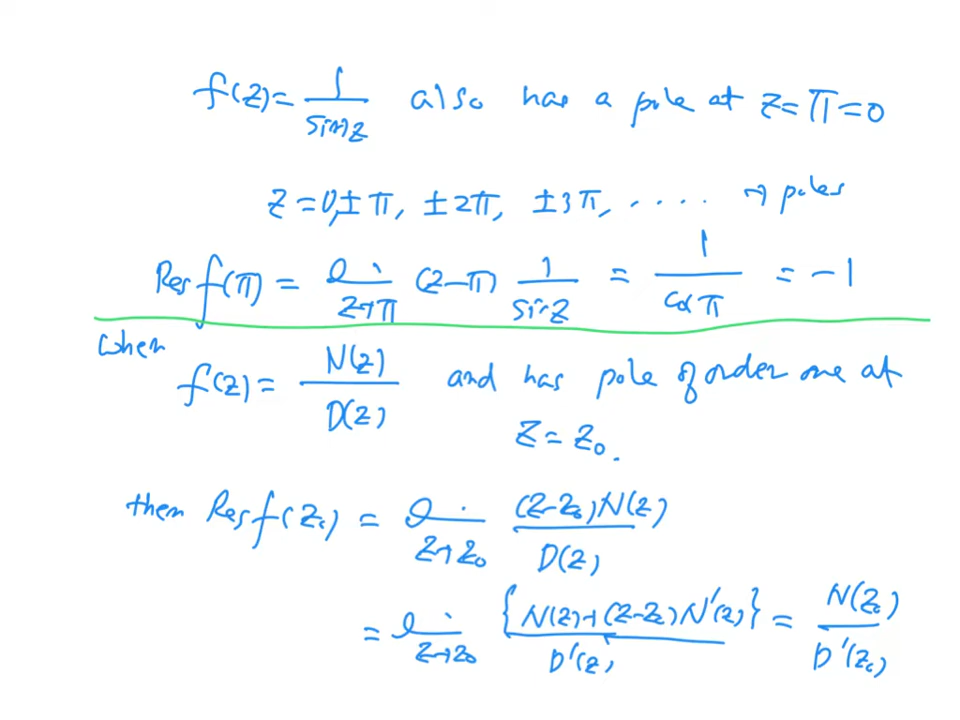 f(z) = 1/sin z also has a pole at z = π = 0
z = 0, ± π, ± 2π, ± 3π, . . . . → poles
Res f(π) = lim z→π (z–π) 1/sin z = 1/cos π = –1
when
f(z) = N(z)/D(z) and has pole of order one at
z = z₀.
then Res f(z₀) = lim z→z₀ (z–z₀)N(z)/D(z)
= lim z→z₀ {N(z)+(z–z₀)N'(z)}/D'(z) = N(z₀)/D'(z₀)